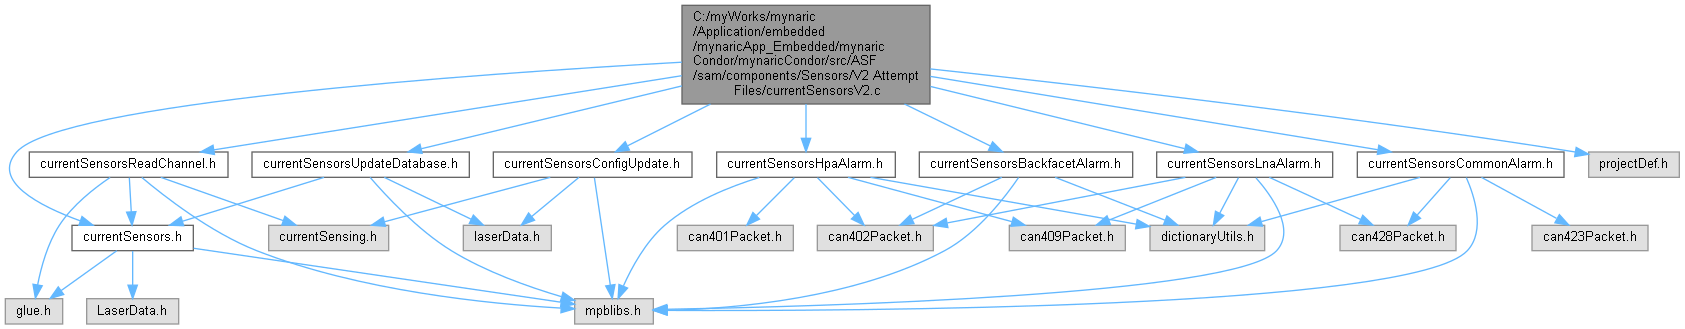 C:/myWorks/mynaric
/Application/embedded
/mynaricApp_Embedded/mynaric
Condor/mynaricCondor/src/ASF
/sam/components/Sensors/V2 Attempt
Files/currentSensorsV2.c
currentSensorsReadChannel.h
currentSensorsUpdateDatabase.h
currentSensorsConfigUpdate.h
currentSensorsHpaAlarm.h
currentSensorsBackfacetAlarm.h
currentSensorsLnaAlarm.h
currentSensorsCommonAlarm.h
projectDef.h
currentSensors.h
currentSensing.h
laserData.h
can401Packet.h
can402Packet.h
can409Packet.h
dictionaryUtils.h
can428Packet.h
can423Packet.h
glue.h
LaserData.h
mpblibs.h